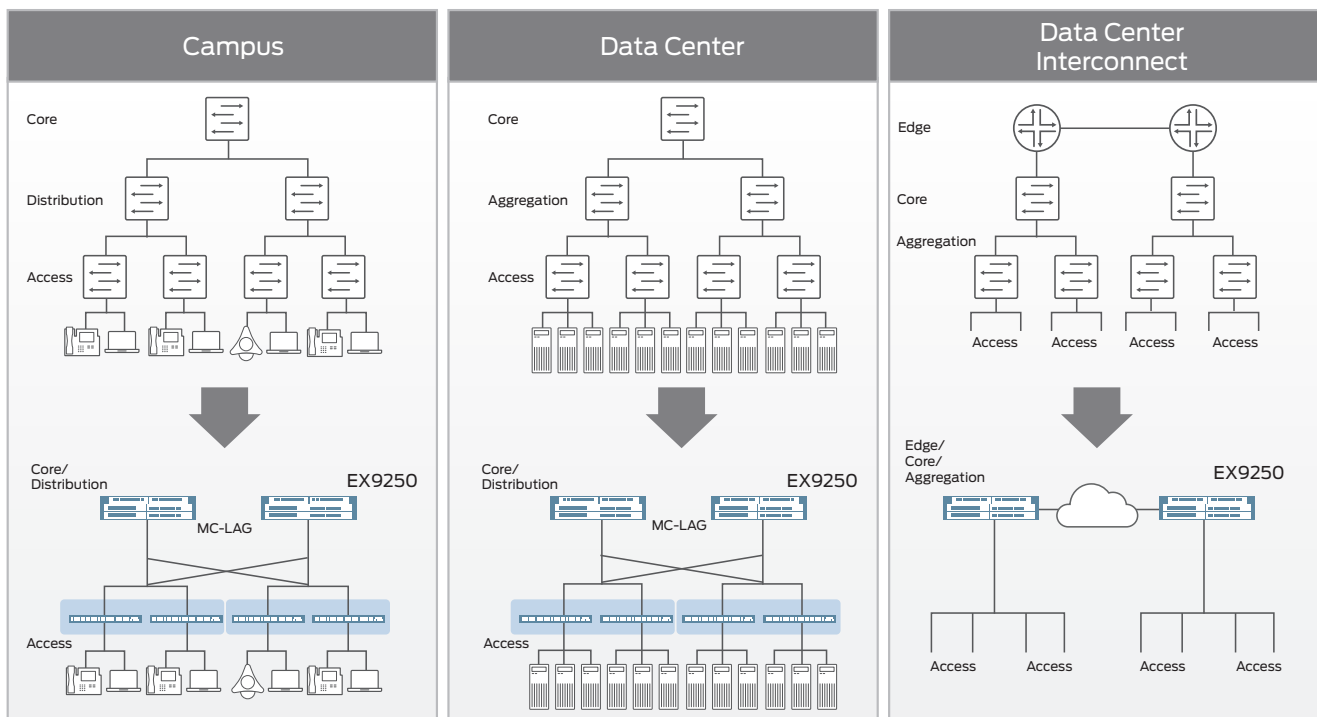 Campus
Core
Distribution
Access
Core/
Distribution
EX9250
MC-LAG
Access
Data Center
Core
Aggregation
Access
Core/
Distribution
EX9250
MC-LAG
Access
Data Center
Interconnect
Edge
Core
Aggregation
Access Access Access Access
Edge/
Core/
Aggregation
EX9250
Access Access Access Access